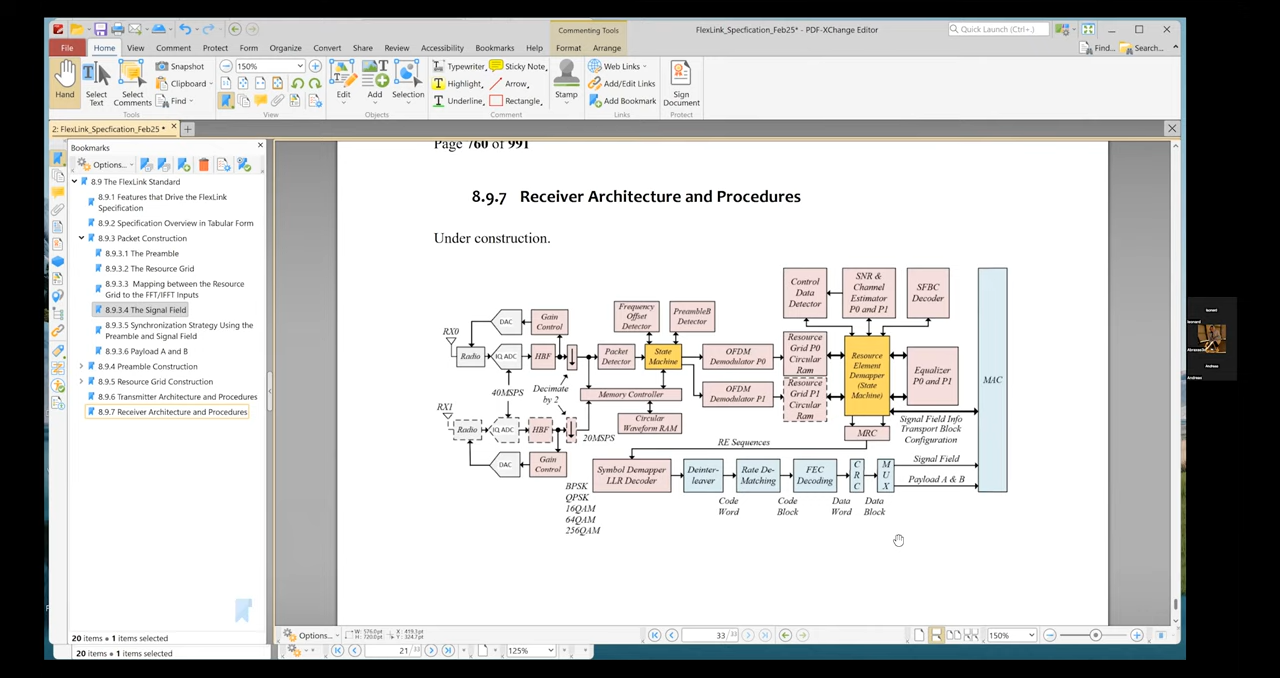 Commenting Tools
FlexLink_Specfication_Feb25* - PDF-XChange Editor
Quick Launch (Ctrl+.)
File Home View Comment Protect Form Organize Convert Share Review Accessibility Bookmarks Help Format Arrange
Find... Search...
Hand
Select Text
Select Comments
Snapshot
Clipboard
Find
Tools
150%
View
Edit
Add
Selection
Objects
Typewriter
Highlight
Underline
Sticky Note
Arrow
Rectangle
Stamp
Comment
Web Links
Add/Edit Links
Add Bookmark
Links
Sign Document
Protect
2: FlexLink_Specfication_Feb25 *
Bookmarks
Options...
8.9 The FlexLink Standard
8.9.1 Features that Drive the FlexLink
Specification
8.9.2 Specification Overview in Tabular Form
8.9.3 Packet Construction
8.9.3.1 The Preamble
8.9.3.2 The Resource Grid
8.9.3.3 Mapping between the Resource
Grid to the FFT/IFFT Inputs
8.9.3.4 The Signal Field
8.9.3.5 Synchronization Strategy Using the
Preamble and Signal Field
8.9.3.6 Payload A and B
8.9.4 Preamble Construction
8.9.5 Resource Grid Construction
8.9.6 Transmitter Architecture and Procedures
8.9.7 Receiver Architecture and Procedures
20 items • 1 items selected
20 items • 1 items selected
Page 760 of 991
8.9.7 Receiver Architecture and Procedures
Under construction.
RX0
Radio
DAC
IQ ADC
Gain
Control
HBF
40MSPS
Decimate
by 2
RX1
Radio
IQ ADC
HBF
20MSPS
DAC
Gain
Control
Frequency
Offset
Detector
PreambleB
Detector
Packet
Detector
State
Machine
Memory Controller
Circular
Waveform RAM
OFDM
Demodulator P0
OFDM
Demodulator P1
Control
Data
Detector
SNR &
Channel
Estimator
P0 and P1
SFBC
Decoder
Resource
Grid P0
Circular
Ram
Resource
Grid P1
Circular
Ram
Resource
Element
Demapper
(State
Machine)
Equalizer
P0 and P1
MAC
MRC
Signal Field Info
Transport Block
Configuration
RE Sequences
Symbol Demapper
LLR Decoder
Deinter-
leaver
Rate De-
Matching
FEC
Decoding
CRC
MUX
Signal Field
Payload A & B
BPSK
QPSK
16QAM
64QAM
256QAM
Code
Word
Code
Block
Data
Word
Data
Block
Options...
W: 576.0pt
H: 720.0pt
33
150%
21
125%
Andreas